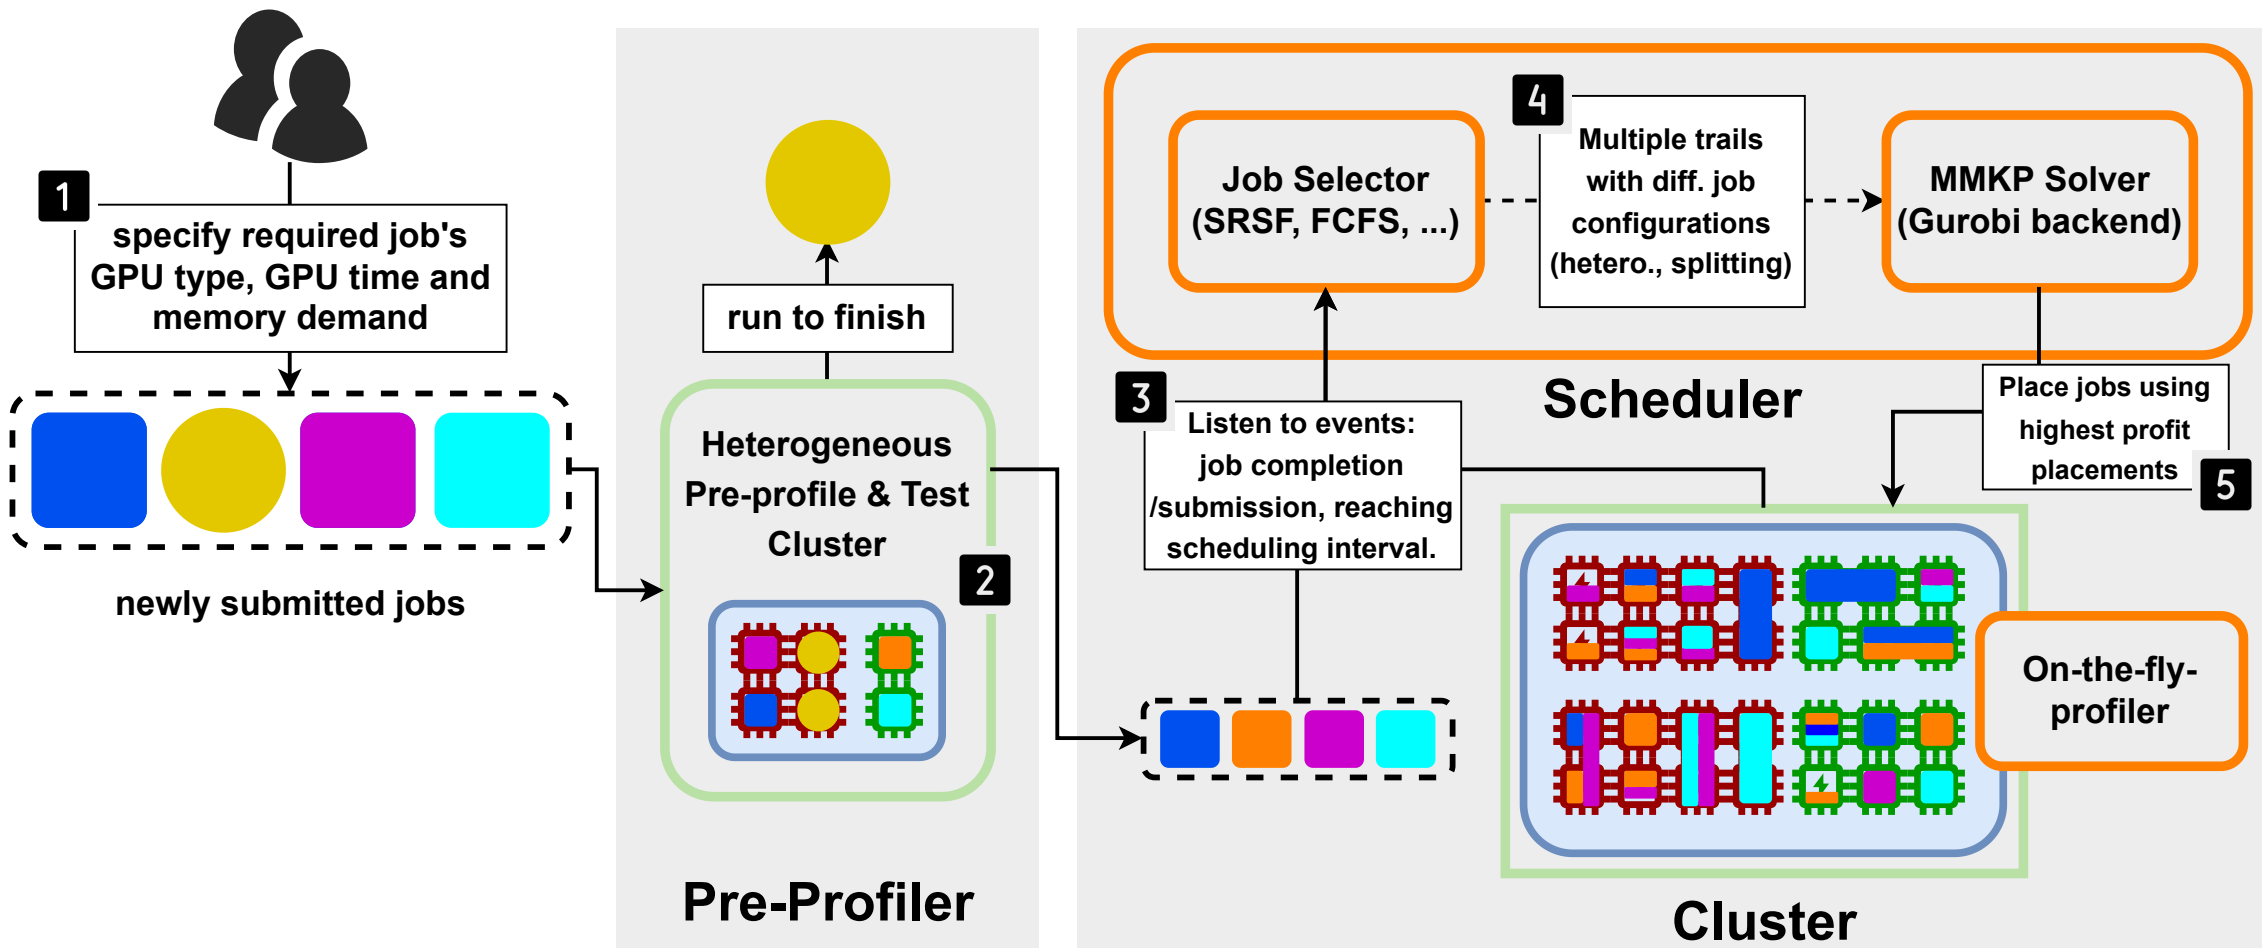 1
specify required job's
GPU type, GPU time and
memory demand
newly submitted jobs
run to finish
Heterogeneous
Pre-profile & Test
Cluster
2
Pre-Profiler
3
Listen to events:
job completion
/submission, reaching
scheduling interval.
Job Selector
(SRSF, FCFS, ...)
4
Multiple trails
with diff. job
configurations
(hetero., splitting)
MMKP Solver
(Gurobi backend)
Scheduler
Place jobs using
highest profit
placements
5
On-the-fly-
profiler
Cluster